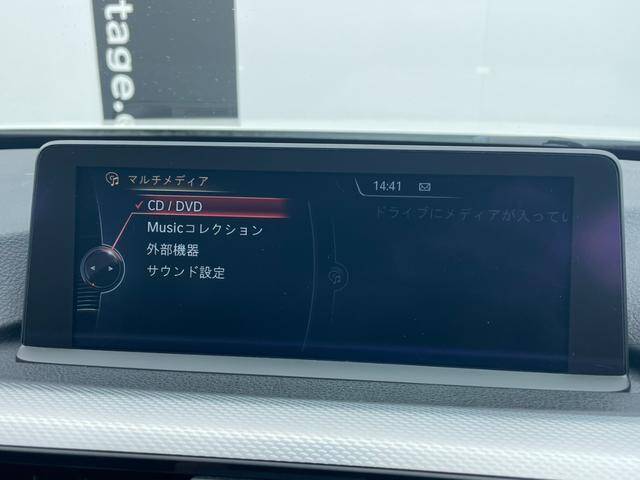 tage.
マルチメディア
14:41
✓ CD / DVD
ドライブにメディアが入ってい
Musicコレクション
外部機器
サウンド設定